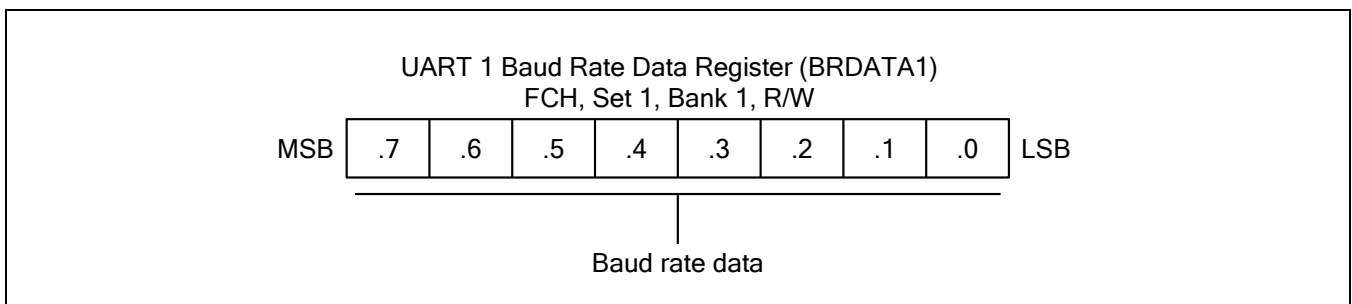 UART 1 Baud Rate Data Register (BRDATA1)
FCH, Set 1, Bank 1, R/W
MSB .7 .6 .5 .4 .3 .2 .1 .0 LSB
Baud rate data